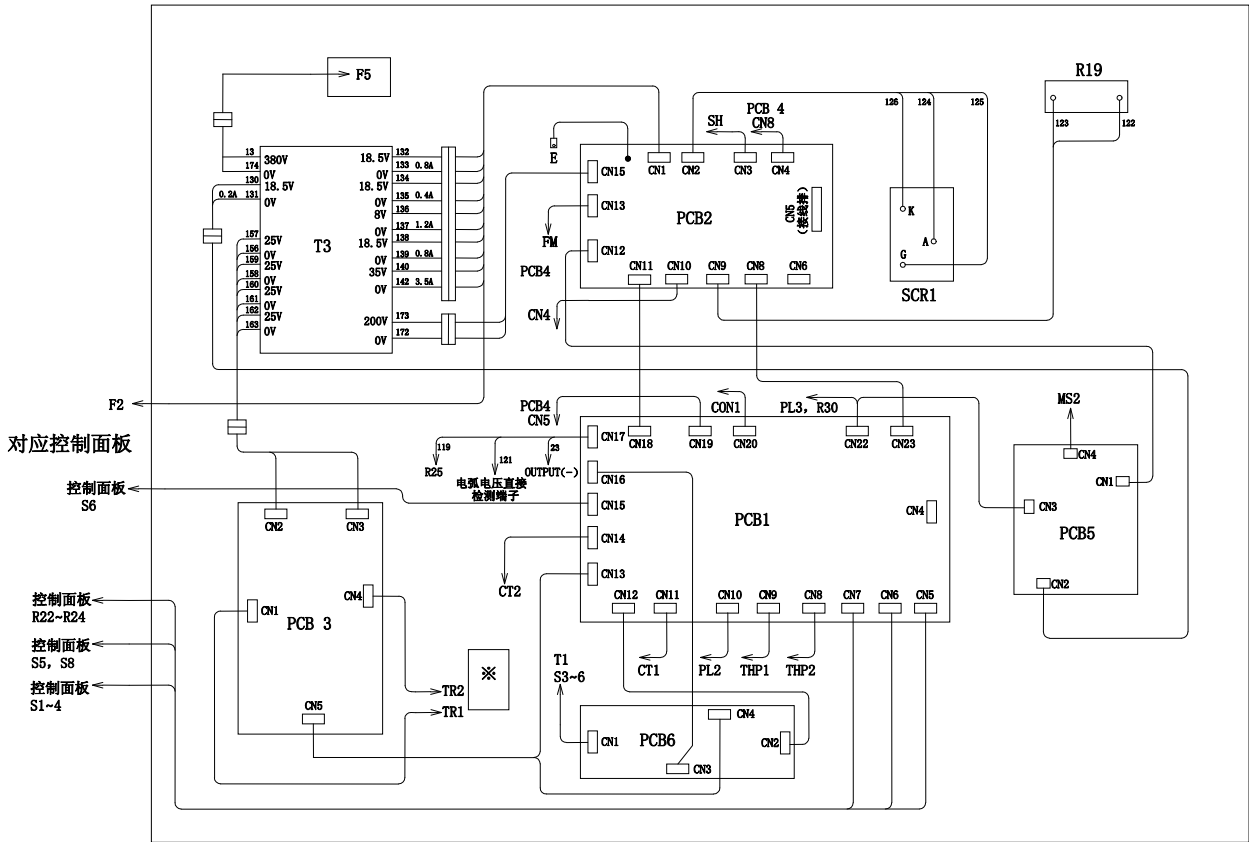 F5
R19
123
122
126
124
125
PCB 4
CN8
SH
E
CN15
CN1
CN2
CN3
CN4
CN13
FM
CN12
PCB2
CN5
(接线排)
PCB4
CN11
CN10
CN9
CN8
CN6
CN4
K
A
G
SCR1
13
380V
174
0V
130
18.5V
0.2A
131
0V
157
25V
156
0V
159
25V
158
0V
160
25V
161
0V
162
25V
163
0V
T3
132
18.5V
133
0.8A
0V
134
18.5V
135
0.4A
0V
136
8V
137
1.2A
0V
138
18.5V
139
0.8A
0V
140
35V
142
3.5A
0V
173
200V
172
0V
F2
对应控制面板
控制面板
S6
PCB4
CN5
CON1
PL3, R30
MS2
CN17
CN18
CN19
CN20
CN22
CN23
119
R25
121
电弧电压直接
检测端子
23
OUTPUT(-)
CN16
CN15
CN14
CN13
CT2
PCB1
CN4
CN12
CN11
CN10
CN9
CN8
CN7
CN6
CN5
CT1
PL2
THP1
THP2
CN4
CN1
CN3
PCB5
CN2
CN2
CN3
CN1
CN4
PCB 3
CN5
控制面板
R22~R24
控制面板
S5, S8
控制面板
S1~4
※
TR2
TR1
T1
S3~6
CN1
PCB6
CN4
CN2
CN3